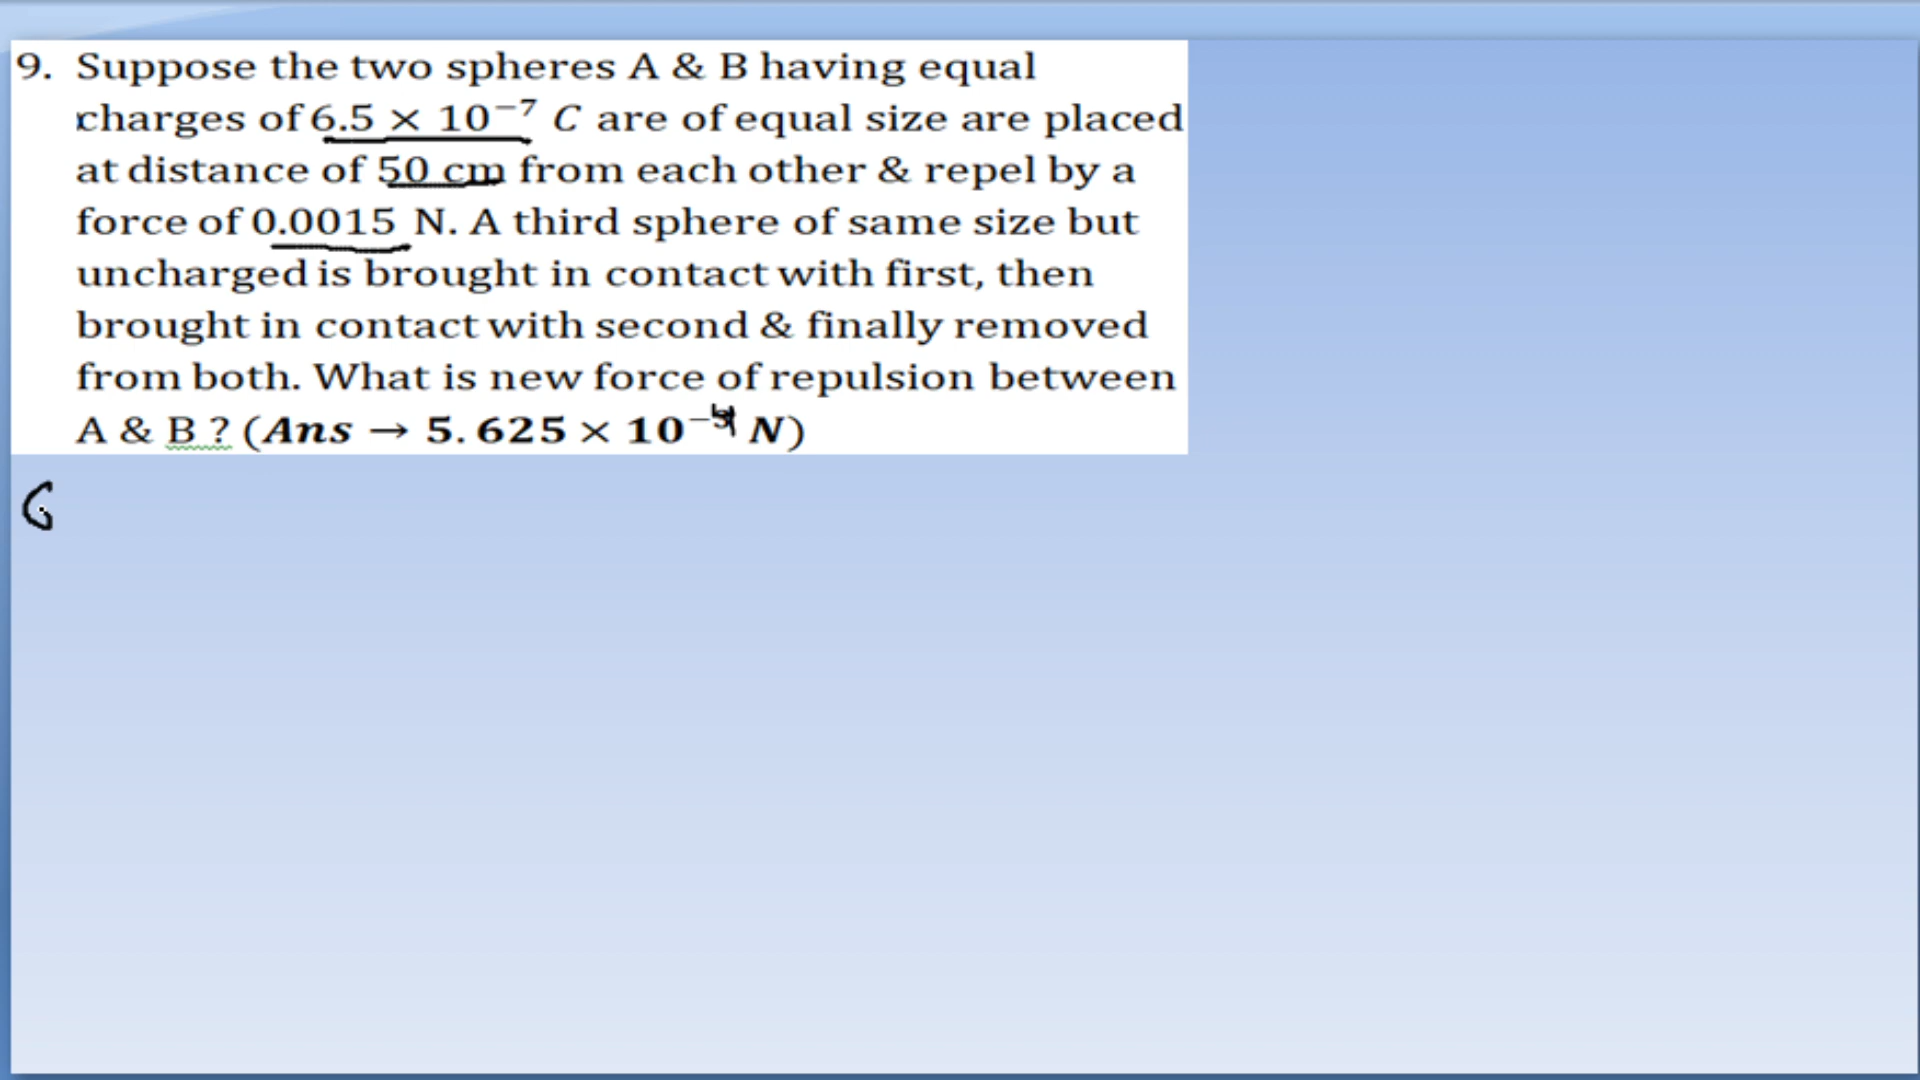 9. Suppose the two spheres A & B having equal
charges of 6.5 × 10⁻⁷ C are of equal size are placed
at distance of 50 cm from each other & repel by a
force of 0.0015 N. A third sphere of same size but
uncharged is brought in contact with first, then
brought in contact with second & finally removed
from both. What is new force of repulsion between
A & B ? (Ans → 5.625 × 10⁻⁴ N)